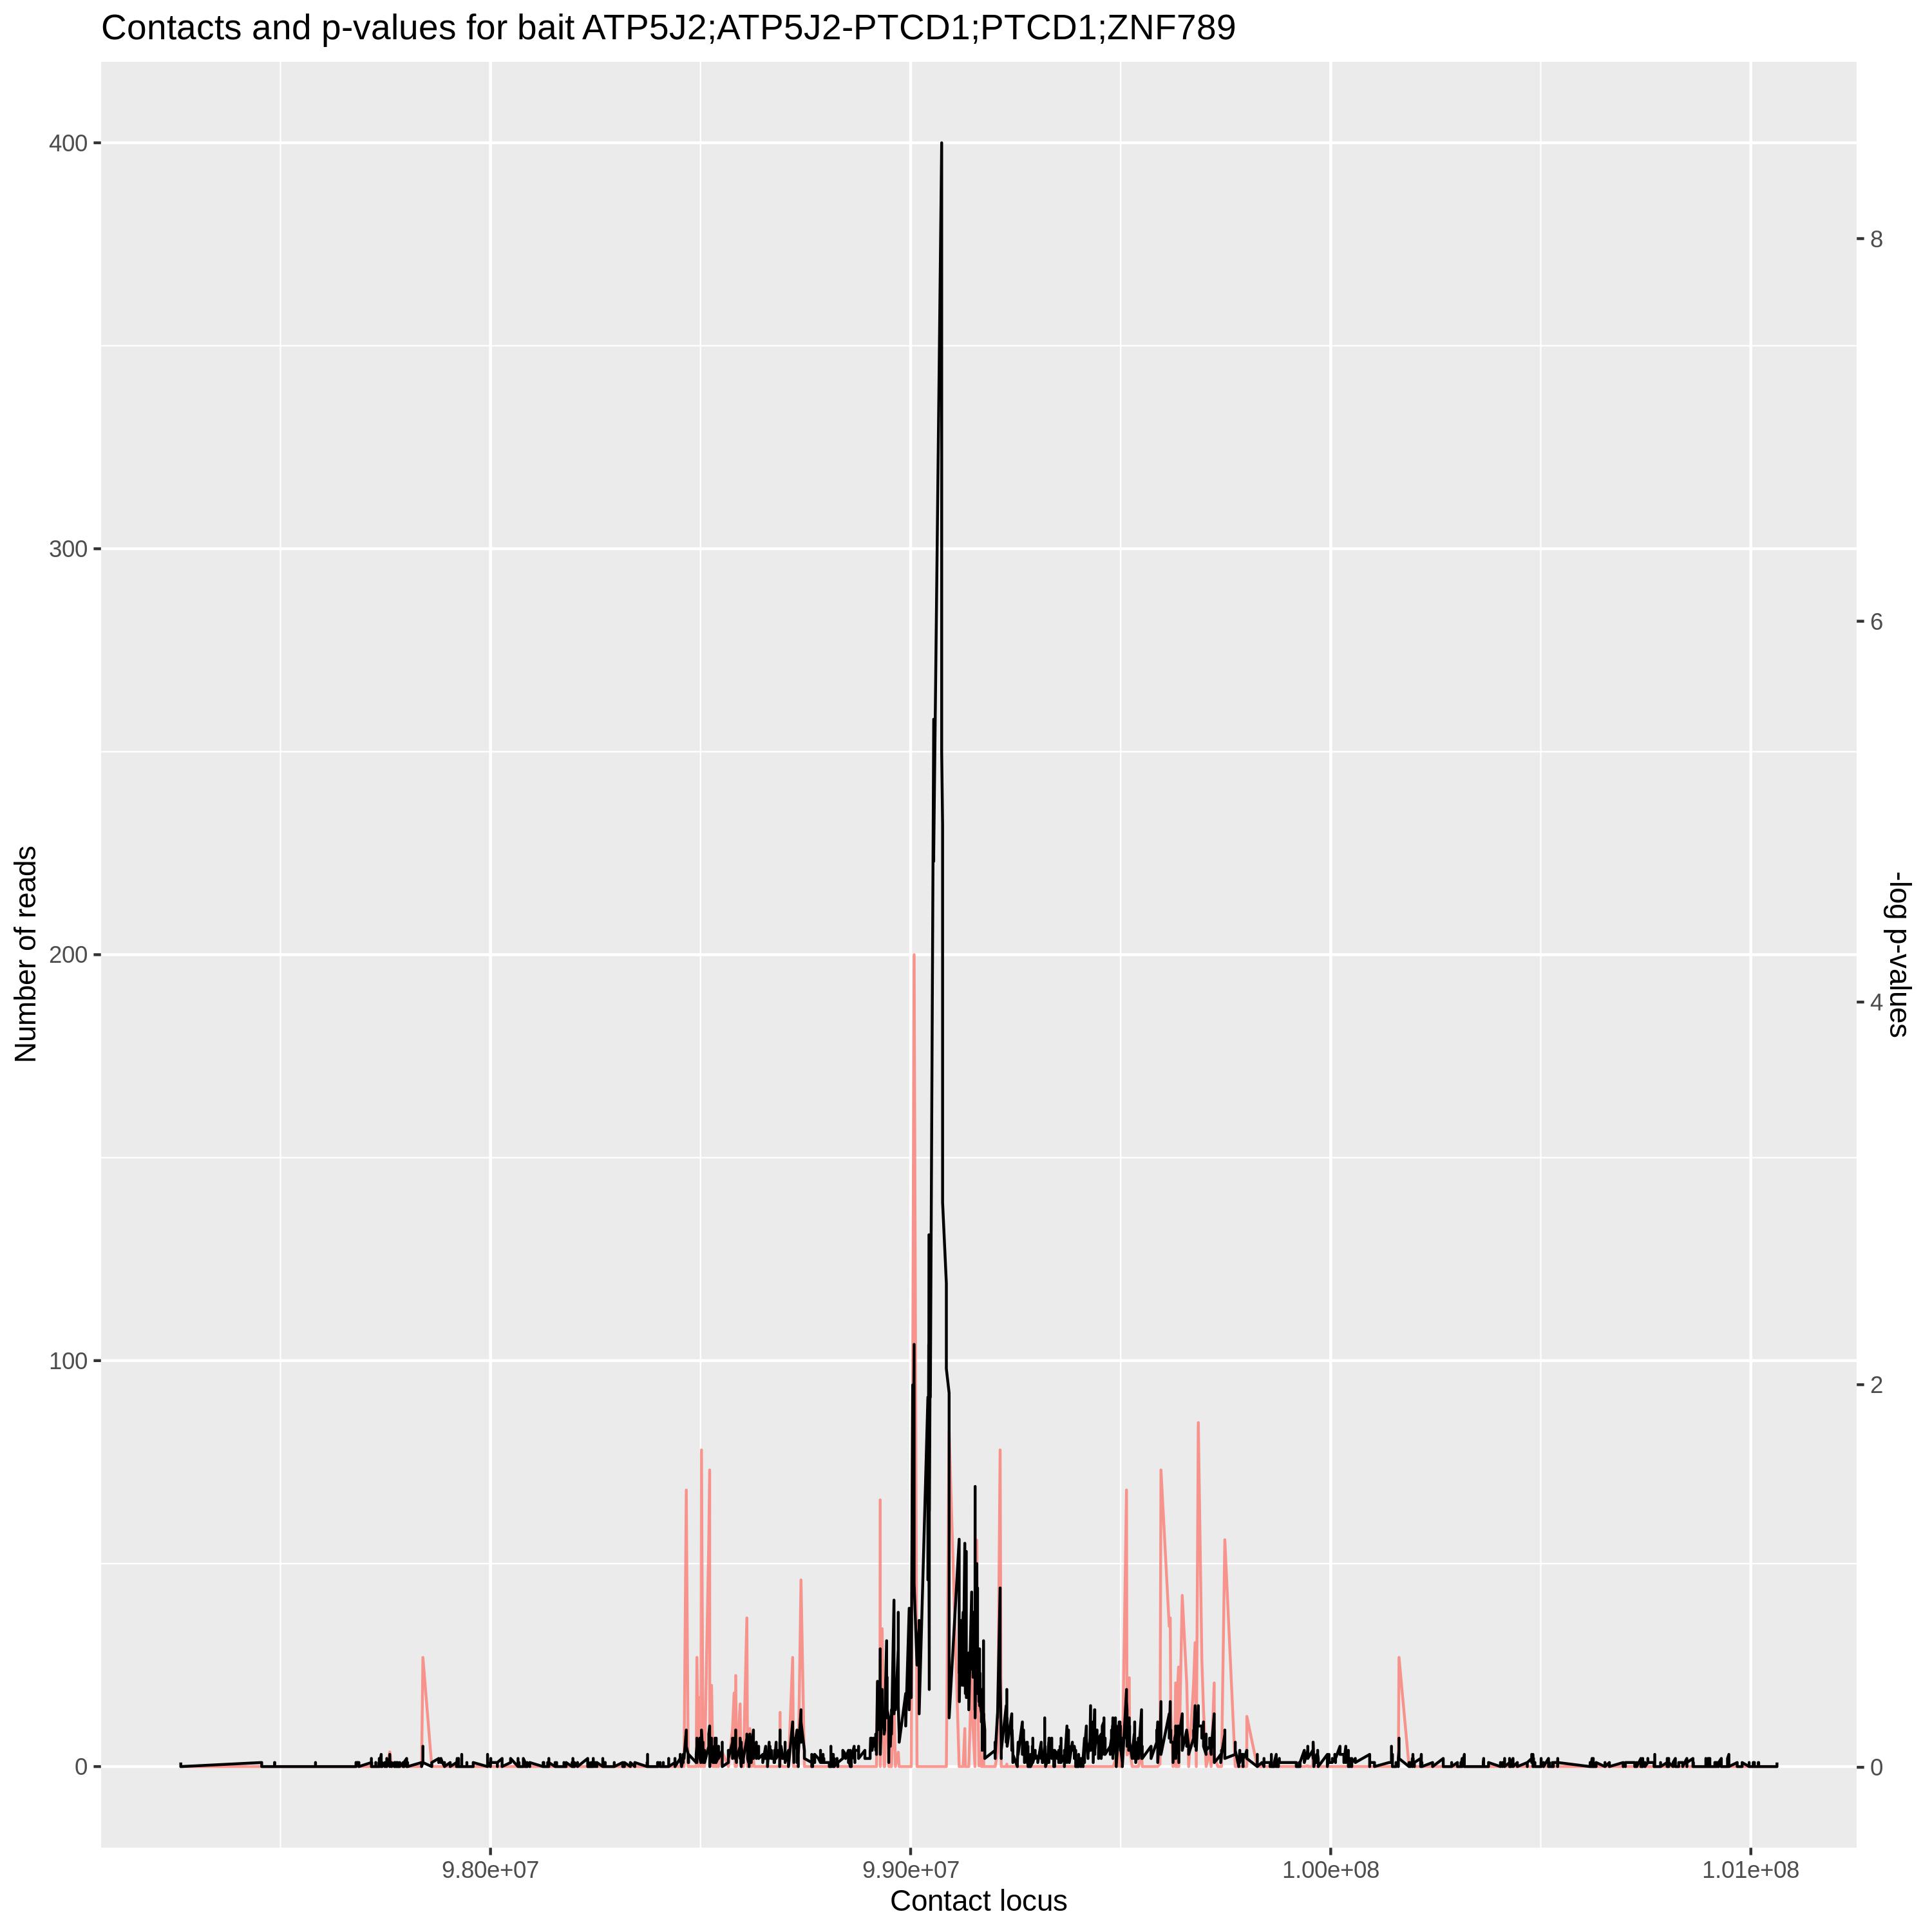 Contacts and p-values for bait ATP5J2;ATP5J2-PTCD1;PTCD1;ZNF789
400
300
200
100
0
Number of reads
8
6
4
2
0
-log p-values
9.80e+07
9.90e+07
1.00e+08
1.01e+08
Contact locus